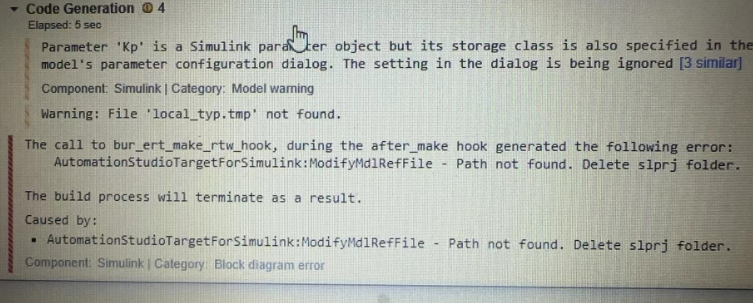 Code Generation 4
Elapsed: 5 sec
Parameter 'Kp' is a Simulink parameter object but its storage class is also specified in the
model's parameter configuration dialog. The setting in the dialog is being ignored [3 similar]
Component: Simulink | Category: Model warning
Warning: File 'local_typ.tmp' not found.
The call to bur_ert_make_rtw_hook, during the after_make hook generated the following error:
AutomationStudioTargetForSimulink:ModifyMdlRefFile - Path not found. Delete slprj folder.
The build process will terminate as a result.
Caused by:
▪ AutomationStudioTargetForSimulink:ModifyMdlRefFile - Path not found. Delete slprj folder.
Component: Simulink | Category: Block diagram error